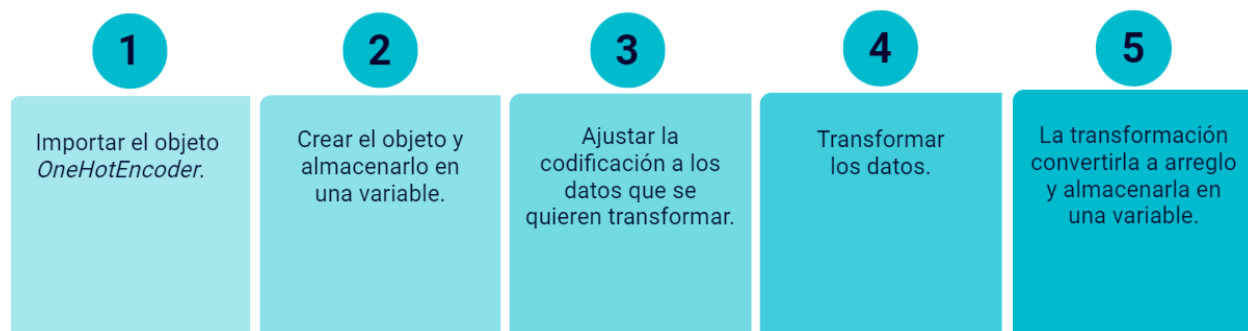 1
Importar el objeto
OneHotEncoder.
2
Crear el objeto y
almacenarlo en
una variable.
3
Ajustar la
codificación a los
datos que se
quieren transformar.
4
Transformar
los datos.
5
La transformación
convertirla a arreglo
y almacenarla en
una variable.